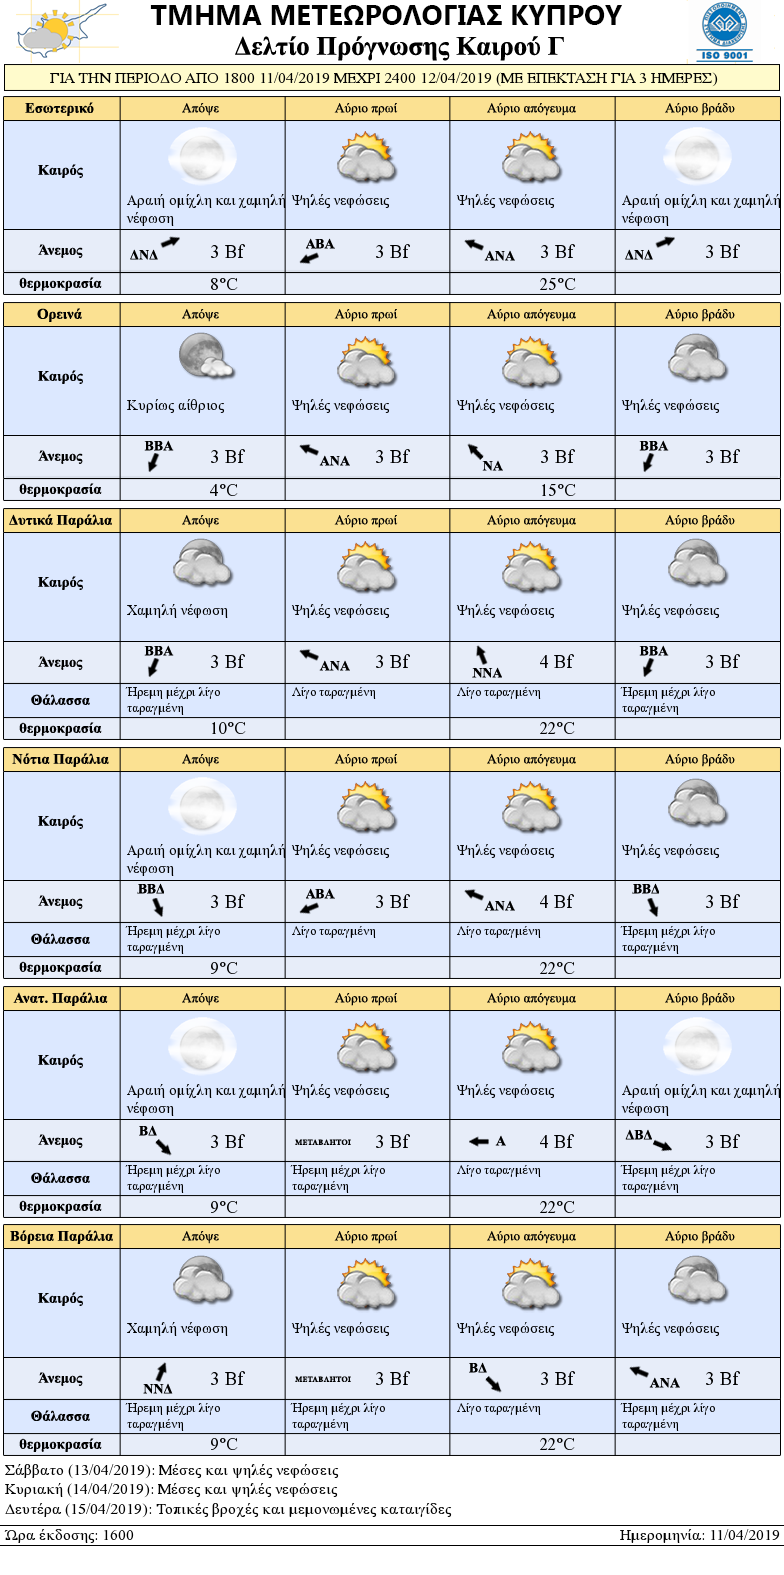 ΤΜΗΜΑ ΜΕΤΕΩΡΟΛΟΓΙΑΣ ΚΥΠΡΟΥ
Δελτίο Πρόγνωσης Καιρού Γ
ISO 9001
ΓΙΑ ΤΗΝ ΠΕΡΙΟΔΟ ΑΠΟ 1800 11/04/2019 ΜΕΧΡΙ 2400 12/04/2019 (ΜΕ ΕΠΕΚΤΑΣΗ ΓΙΑ 3 ΗΜΕΡΕΣ)
Εσωτερικό Απόψε Αύριο πρωί Αύριο απόγευμα Αύριο βράδυ
Καιρός
Αραιή ομίχλη και χαμηλή Ψηλές νεφώσεις Ψηλές νεφώσεις Αραιή ομίχλη και χαμηλή
νέφωση νέφωση
Άνεμος ΔΝΔ 3 Bf ΑΒΑ 3 Bf ΑΝΑ 3 Bf ΔΝΔ 3 Bf
θερμοκρασία 8°C 25°C
Ορεινά Απόψε Αύριο πρωί Αύριο απόγευμα Αύριο βράδυ
Καιρός
Κυρίως αίθριος Ψηλές νεφώσεις Ψηλές νεφώσεις Ψηλές νεφώσεις
Άνεμος ΒΒΑ 3 Bf ΑΝΑ 3 Bf ΝΑ 3 Bf ΒΒΑ 3 Bf
θερμοκρασία 4°C 15°C
Δυτικά Παράλια Απόψε Αύριο πρωί Αύριο απόγευμα Αύριο βράδυ
Καιρός
Χαμηλή νέφωση Ψηλές νεφώσεις Ψηλές νεφώσεις Ψηλές νεφώσεις
Άνεμος ΒΒΑ 3 Bf ΑΝΑ 3 Bf ΝΝΑ 4 Bf ΒΒΑ 3 Bf
Θάλασσα Ήρεμη μέχρι λίγο Λίγο ταραγμένη Λίγο ταραγμένη Ήρεμη μέχρι λίγο
ταραγμένη ταραγμένη
θερμοκρασία 10°C 22°C
Νότια Παράλια Απόψε Αύριο πρωί Αύριο απόγευμα Αύριο βράδυ
Καιρός
Αραιή ομίχλη και χαμηλή Ψηλές νεφώσεις Ψηλές νεφώσεις Ψηλές νεφώσεις
νέφωση
Άνεμος ΒΒΔ 3 Bf ΑΒΑ 3 Bf ΑΝΑ 4 Bf ΒΒΔ 3 Bf
Θάλασσα Ήρεμη μέχρι λίγο Λίγο ταραγμένη Λίγο ταραγμένη Ήρεμη μέχρι λίγο
ταραγμένη ταραγμένη
θερμοκρασία 9°C 22°C
Ανατ. Παράλια Απόψε Αύριο πρωί Αύριο απόγευμα Αύριο βράδυ
Καιρός
Αραιή ομίχλη και χαμηλή Ψηλές νεφώσεις Ψηλές νεφώσεις Αραιή ομίχλη και χαμηλή
νέφωση νέφωση
Άνεμος ΒΔ 3 Bf ΜΕΤΑΒΛΗΤΟΙ 3 Bf Α 4 Bf ΔΒΔ 3 Bf
Θάλασσα Ήρεμη μέχρι λίγο Ήρεμη μέχρι λίγο Λίγο ταραγμένη Ήρεμη μέχρι λίγο
ταραγμένη ταραγμένη ταραγμένη
θερμοκρασία 9°C 22°C
Βόρεια Παράλια Απόψε Αύριο πρωί Αύριο απόγευμα Αύριο βράδυ
Καιρός
Χαμηλή νέφωση Ψηλές νεφώσεις Ψηλές νεφώσεις Ψηλές νεφώσεις
Άνεμος ΝΝΔ 3 Bf ΜΕΤΑΒΛΗΤΟΙ 3 Bf ΒΔ 3 Bf ΑΝΑ 3 Bf
Θάλασσα Ήρεμη μέχρι λίγο Ήρεμη μέχρι λίγο Λίγο ταραγμένη Ήρεμη μέχρι λίγο
ταραγμένη ταραγμένη ταραγμένη
θερμοκρασία 9°C 22°C
Σάββατο (13/04/2019): Μέσες και ψηλές νεφώσεις
Κυριακή (14/04/2019): Μέσες και ψηλές νεφώσεις
Δευτέρα (15/04/2019): Τοπικές βροχές και μεμονωμένες καταιγίδες
Ώρα έκδοσης: 1600 Ημερομηνία: 11/04/2019